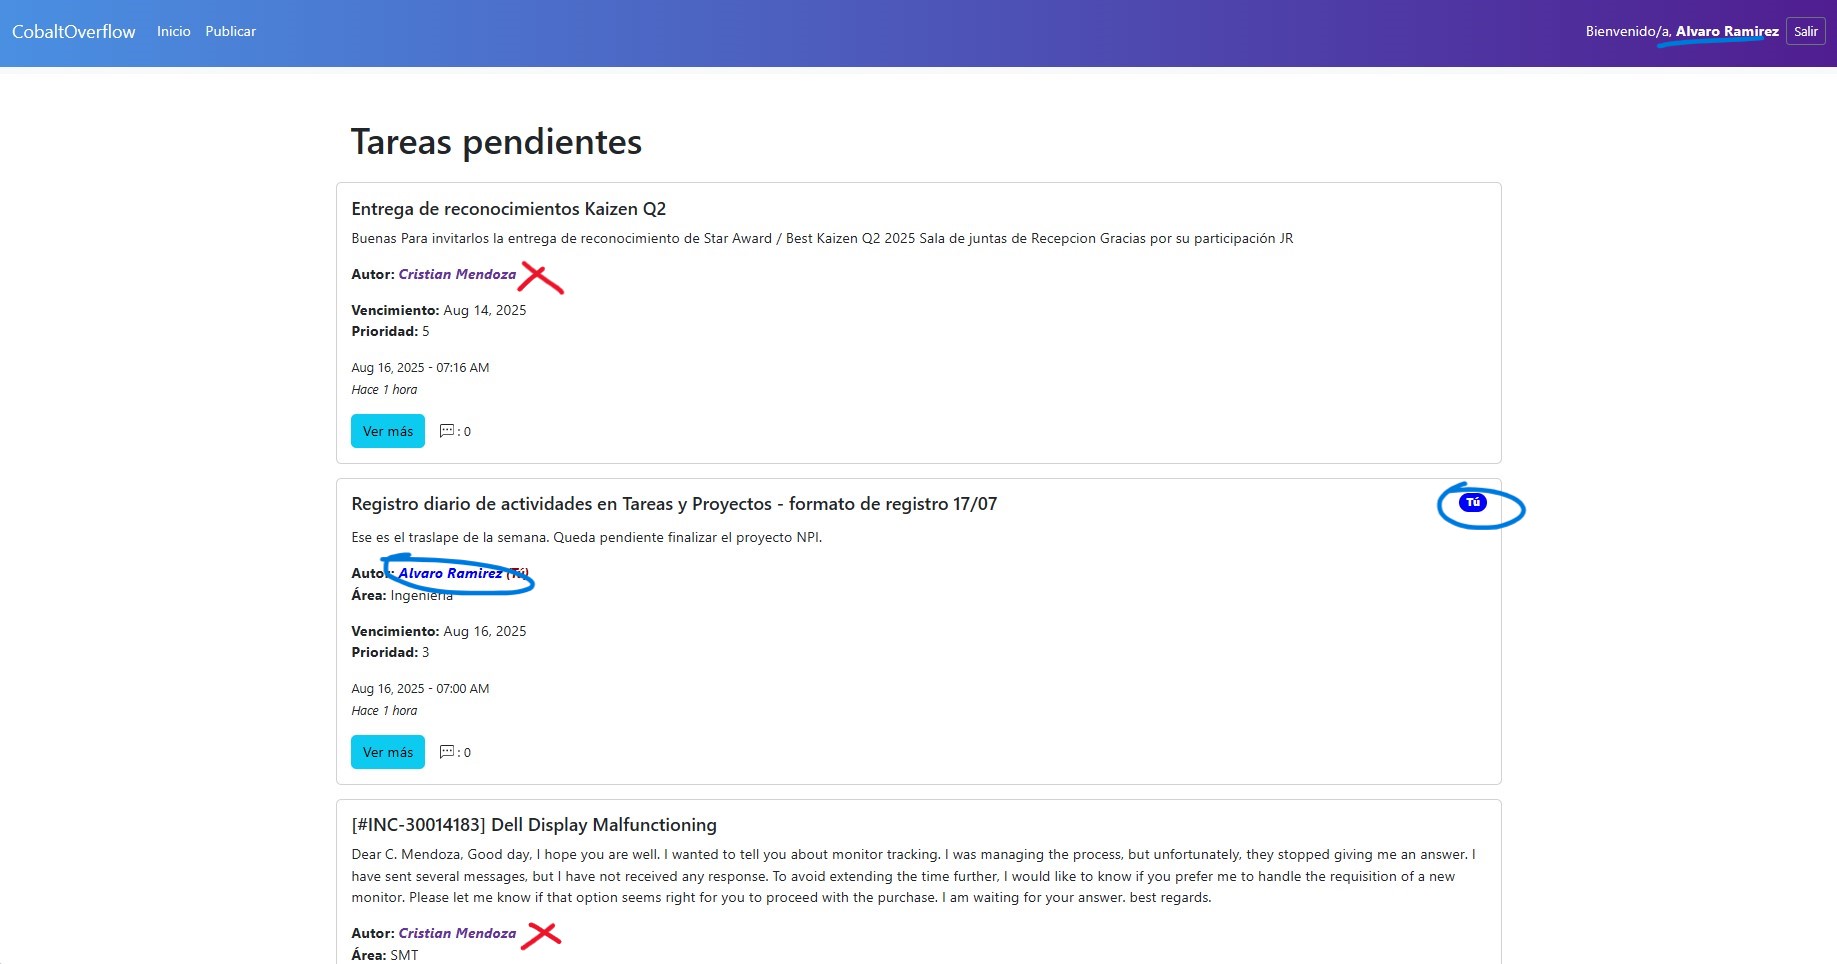 CobaltOverflow Inicio Publicar Bienvenido/a, Alvaro Ramirez Salir
Tareas pendientes
Entrega de reconocimientos Kaizen Q2
Buenas Para invitarlos la entrega de reconocimiento de Star Award / Best Kaizen Q2 2025 Sala de juntas de Recepcion Gracias por su participación JR
Autor: Cristian Mendoza
Vencimiento: Aug 14, 2025
Prioridad: 5
Aug 16, 2025 - 07:16 AM
Hace 1 hora
Ver más : 0
Registro diario de actividades en Tareas y Proyectos - formato de registro 17/07 Tú
Ese es el traslape de la semana. Queda pendiente finalizar el proyecto NPI.
Autor: Alvaro Ramirez (Tú)
Área: Ingeniería
Vencimiento: Aug 16, 2025
Prioridad: 3
Aug 16, 2025 - 07:00 AM
Hace 1 hora
Ver más : 0
[#INC-30014183] Dell Display Malfunctioning
Dear C. Mendoza, Good day, I hope you are well. I wanted to tell you about monitor tracking. I was managing the process, but unfortunately, they stopped giving me an answer. I
have sent several messages, but I have not received any response. To avoid extending the time further, I would like to know if you prefer me to handle the requisition of a new
monitor. Please let me know if that option seems right for you to proceed with the purchase. I am waiting for your answer. best regards.
Autor: Cristian Mendoza
Área: SMT